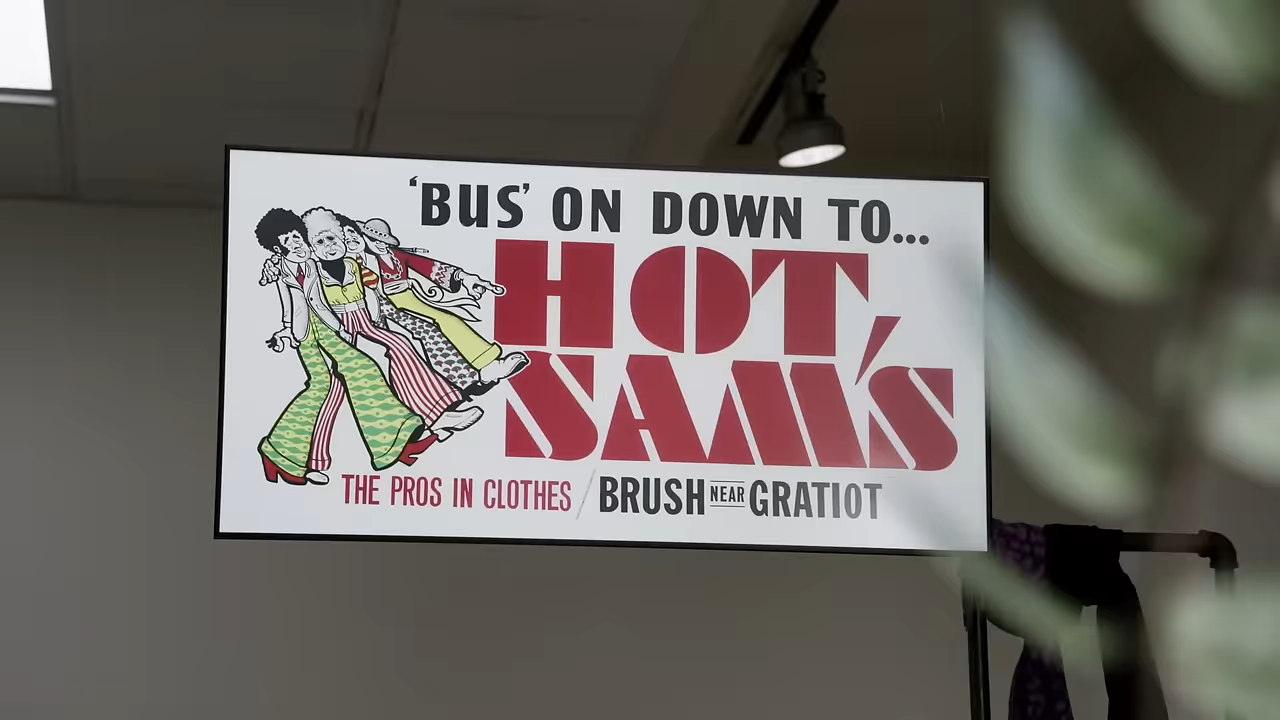 ‘BUS’ ON DOWN TO...
HOT
SAM'S
THE PROS IN CLOTHES / BRUSH NEAR GRATIOT